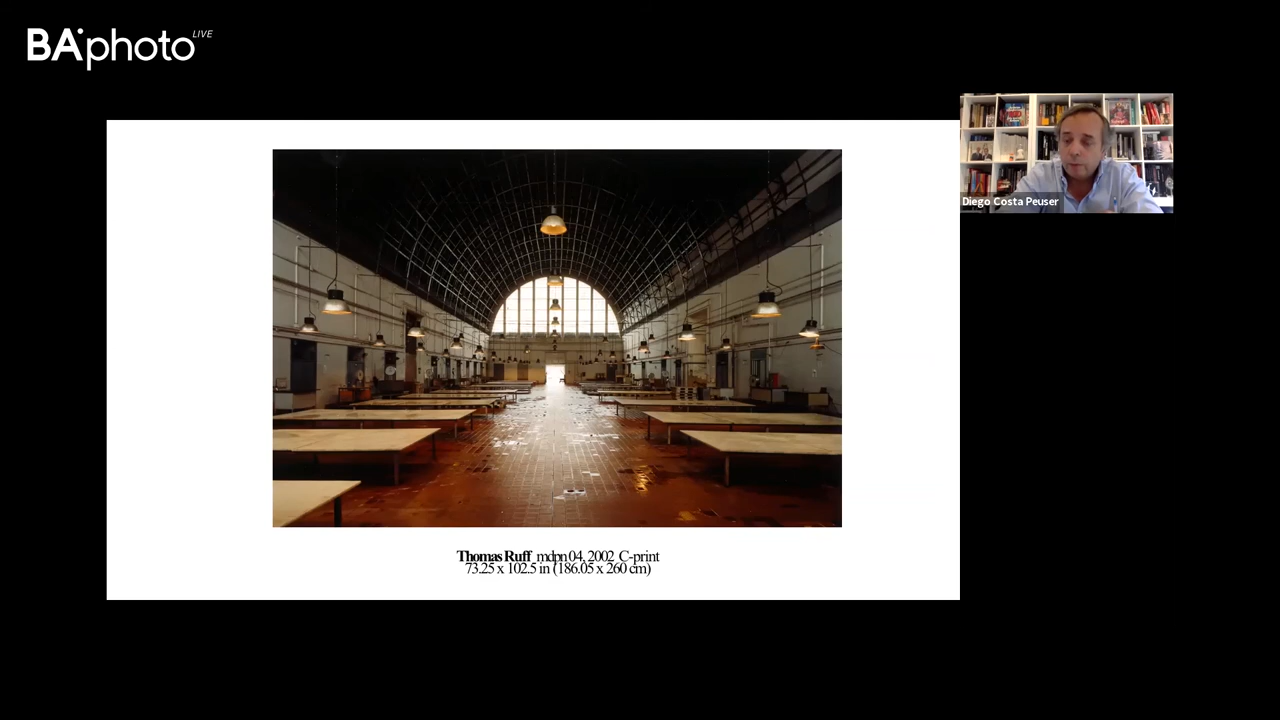 BAphoto LIVE
Diego Costa Peuser
Thomas Ruff mdpn 04, 2002 C-print
73.25 x 102.5 in (186.05 x 260 cm)